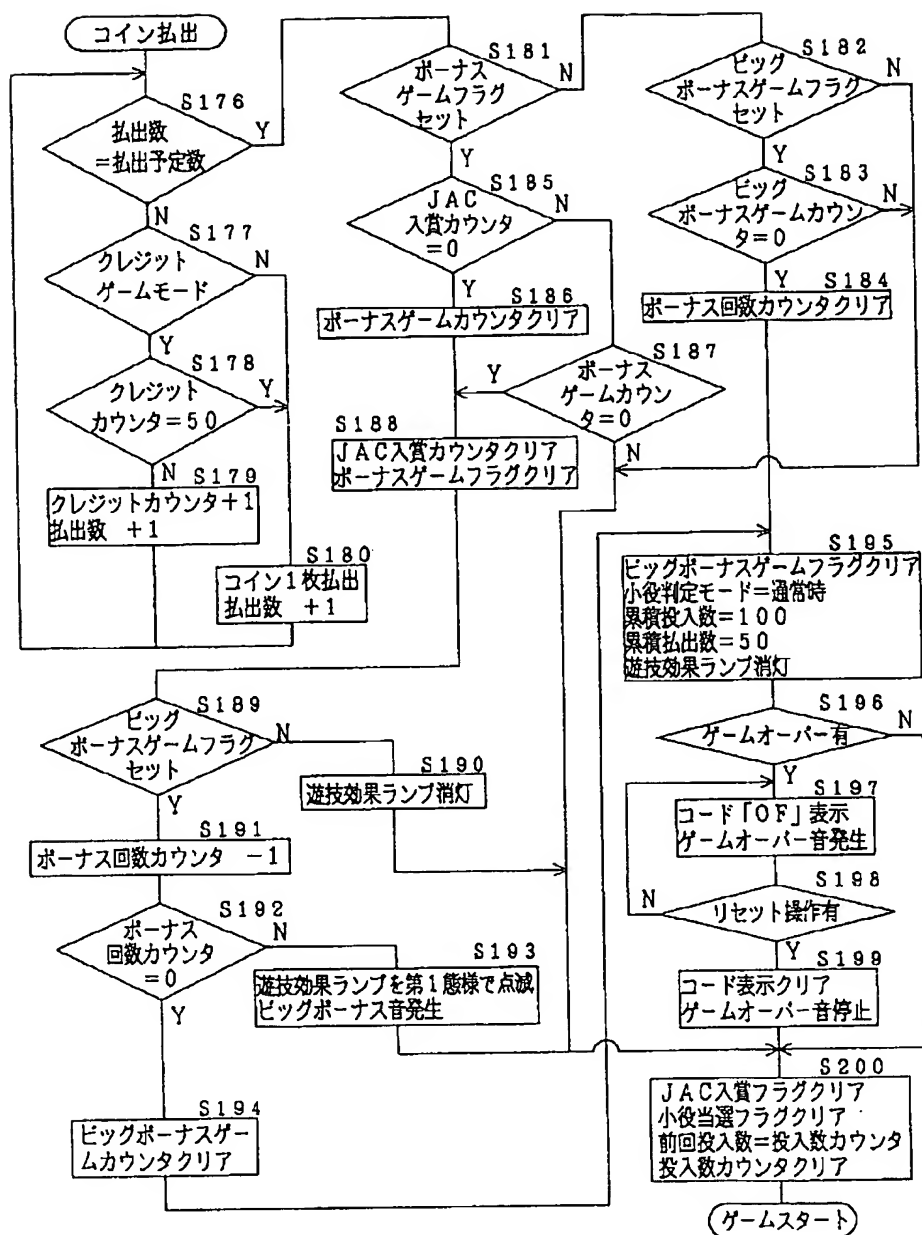 コイン払出
S176
払出数
=払出予定数
Y
N
S177
クレジット
ゲームモード
N
Y
S178
クレジット
カウンタ=50
Y
N
S179
クレジットカウンタ+1
払出数 +1
S180
コイン1枚払出
払出数 +1
S181
ボーナス
ゲームフラグ
セット
N
Y
S185
JAC
入賞カウンタ
=0
N
Y
S186
ボーナスゲームカウンタクリア
S187
ボーナス
ゲームカウン
タ=0
Y
N
S188
JAC入賞カウンタクリア
ボーナスゲームフラグクリア
S182
ビッグ
ボーナスゲームフラグ
セット
N
Y
S183
ビッグ
ボーナスゲームカウン
タ=0
N
Y
S184
ボーナス回数カウンタクリア
S189
ビッグ
ボーナスゲームフラグ
セット
N
Y
S190
遊技効果ランプ消灯
S191
ボーナス回数カウンタ -1
S192
ボーナス
回数カウンタ
=0
N
Y
S193
遊技効果ランプを第1態様で点滅
ビッグボーナス音発生
S194
ビッグボーナスゲー
ムカウンタクリア
S195
ビッグボーナスゲームフラグクリア
小役判定モード=通常時
累積投入数=100
累積払出数=50
遊技効果ランプ消灯
S196
ゲームオーバー有
N
Y
S197
コード「OF」表示
ゲームオーバー音発生
S198
リセット操作有
N
Y
S199
コード表示クリア
ゲームオーバー音停止
S200
JAC入賞フラグクリア
小役当選フラグクリア
前回投入数=投入数カウンタ
投入数カウンタクリア
ゲームスタート